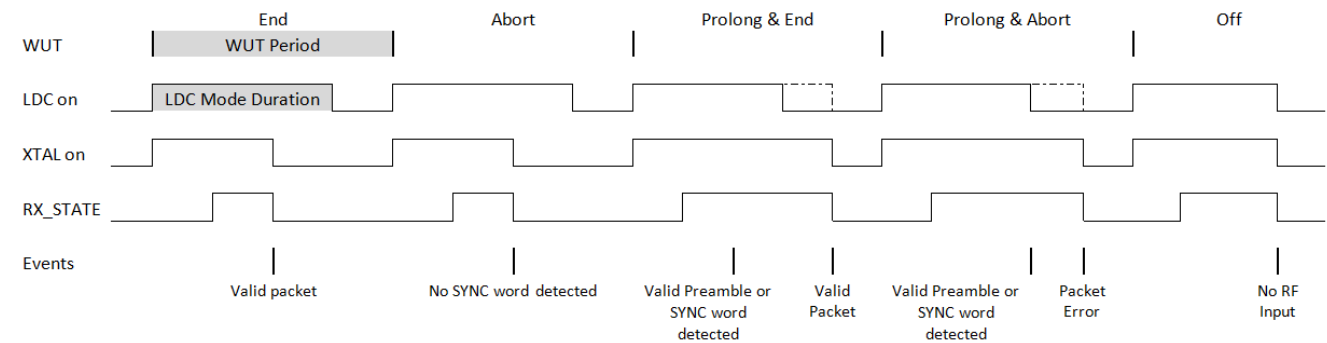 End Abort Prolong & End Prolong & Abort Off
WUT WUT Period
LDC on LDC Mode Duration
XTAL on
RX_STATE
Events
Valid packet No SYNC word detected Valid Preamble or Valid Valid Preamble or Packet No RF
SYNC word Packet SYNC word Error Input
detected detected